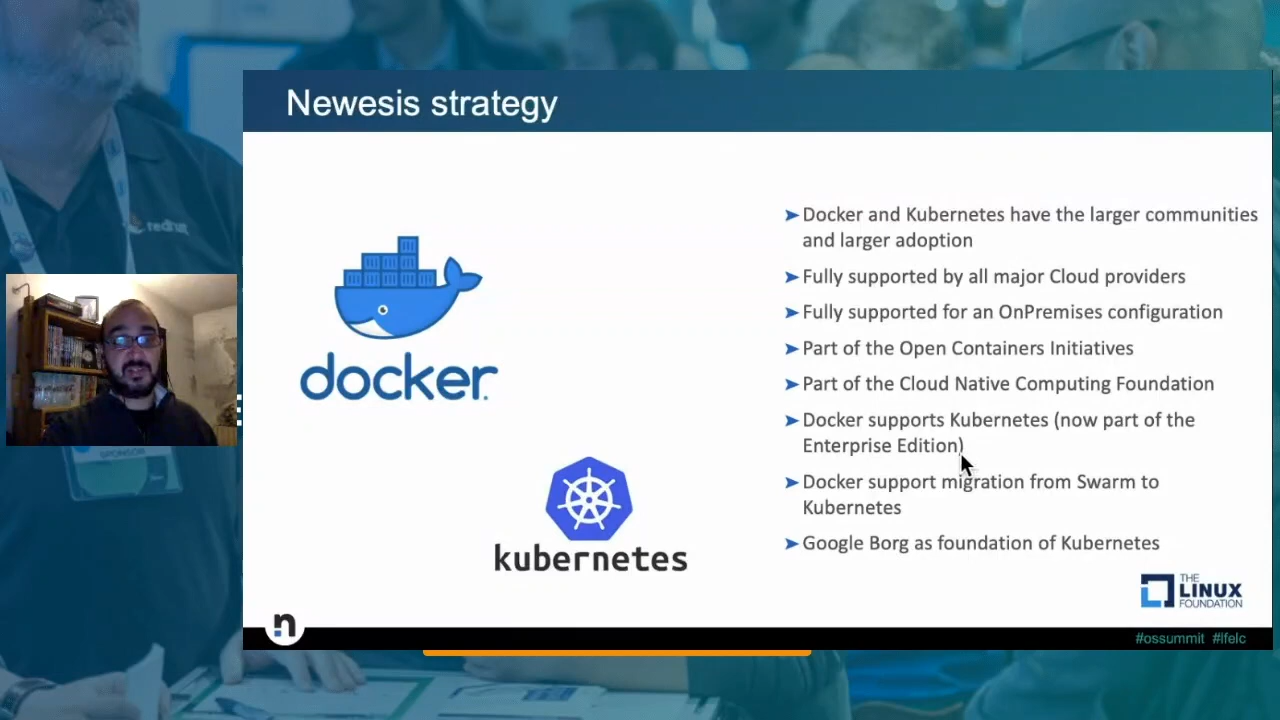 Newesis strategy
redhat
docker
kubernetes
Docker and Kubernetes have the larger communities
and larger adoption
Fully supported by all major Cloud providers
Fully supported for an OnPremises configuration
Part of the Open Containers Initiatives
Part of the Cloud Native Computing Foundation
Docker supports Kubernetes (now part of the
Enterprise Edition)
Docker support migration from Swarm to
Kubernetes
Google Borg as foundation of Kubernetes
SPONSOR
THE
LINUX
FOUNDATION
n
#ossummit #lfelc